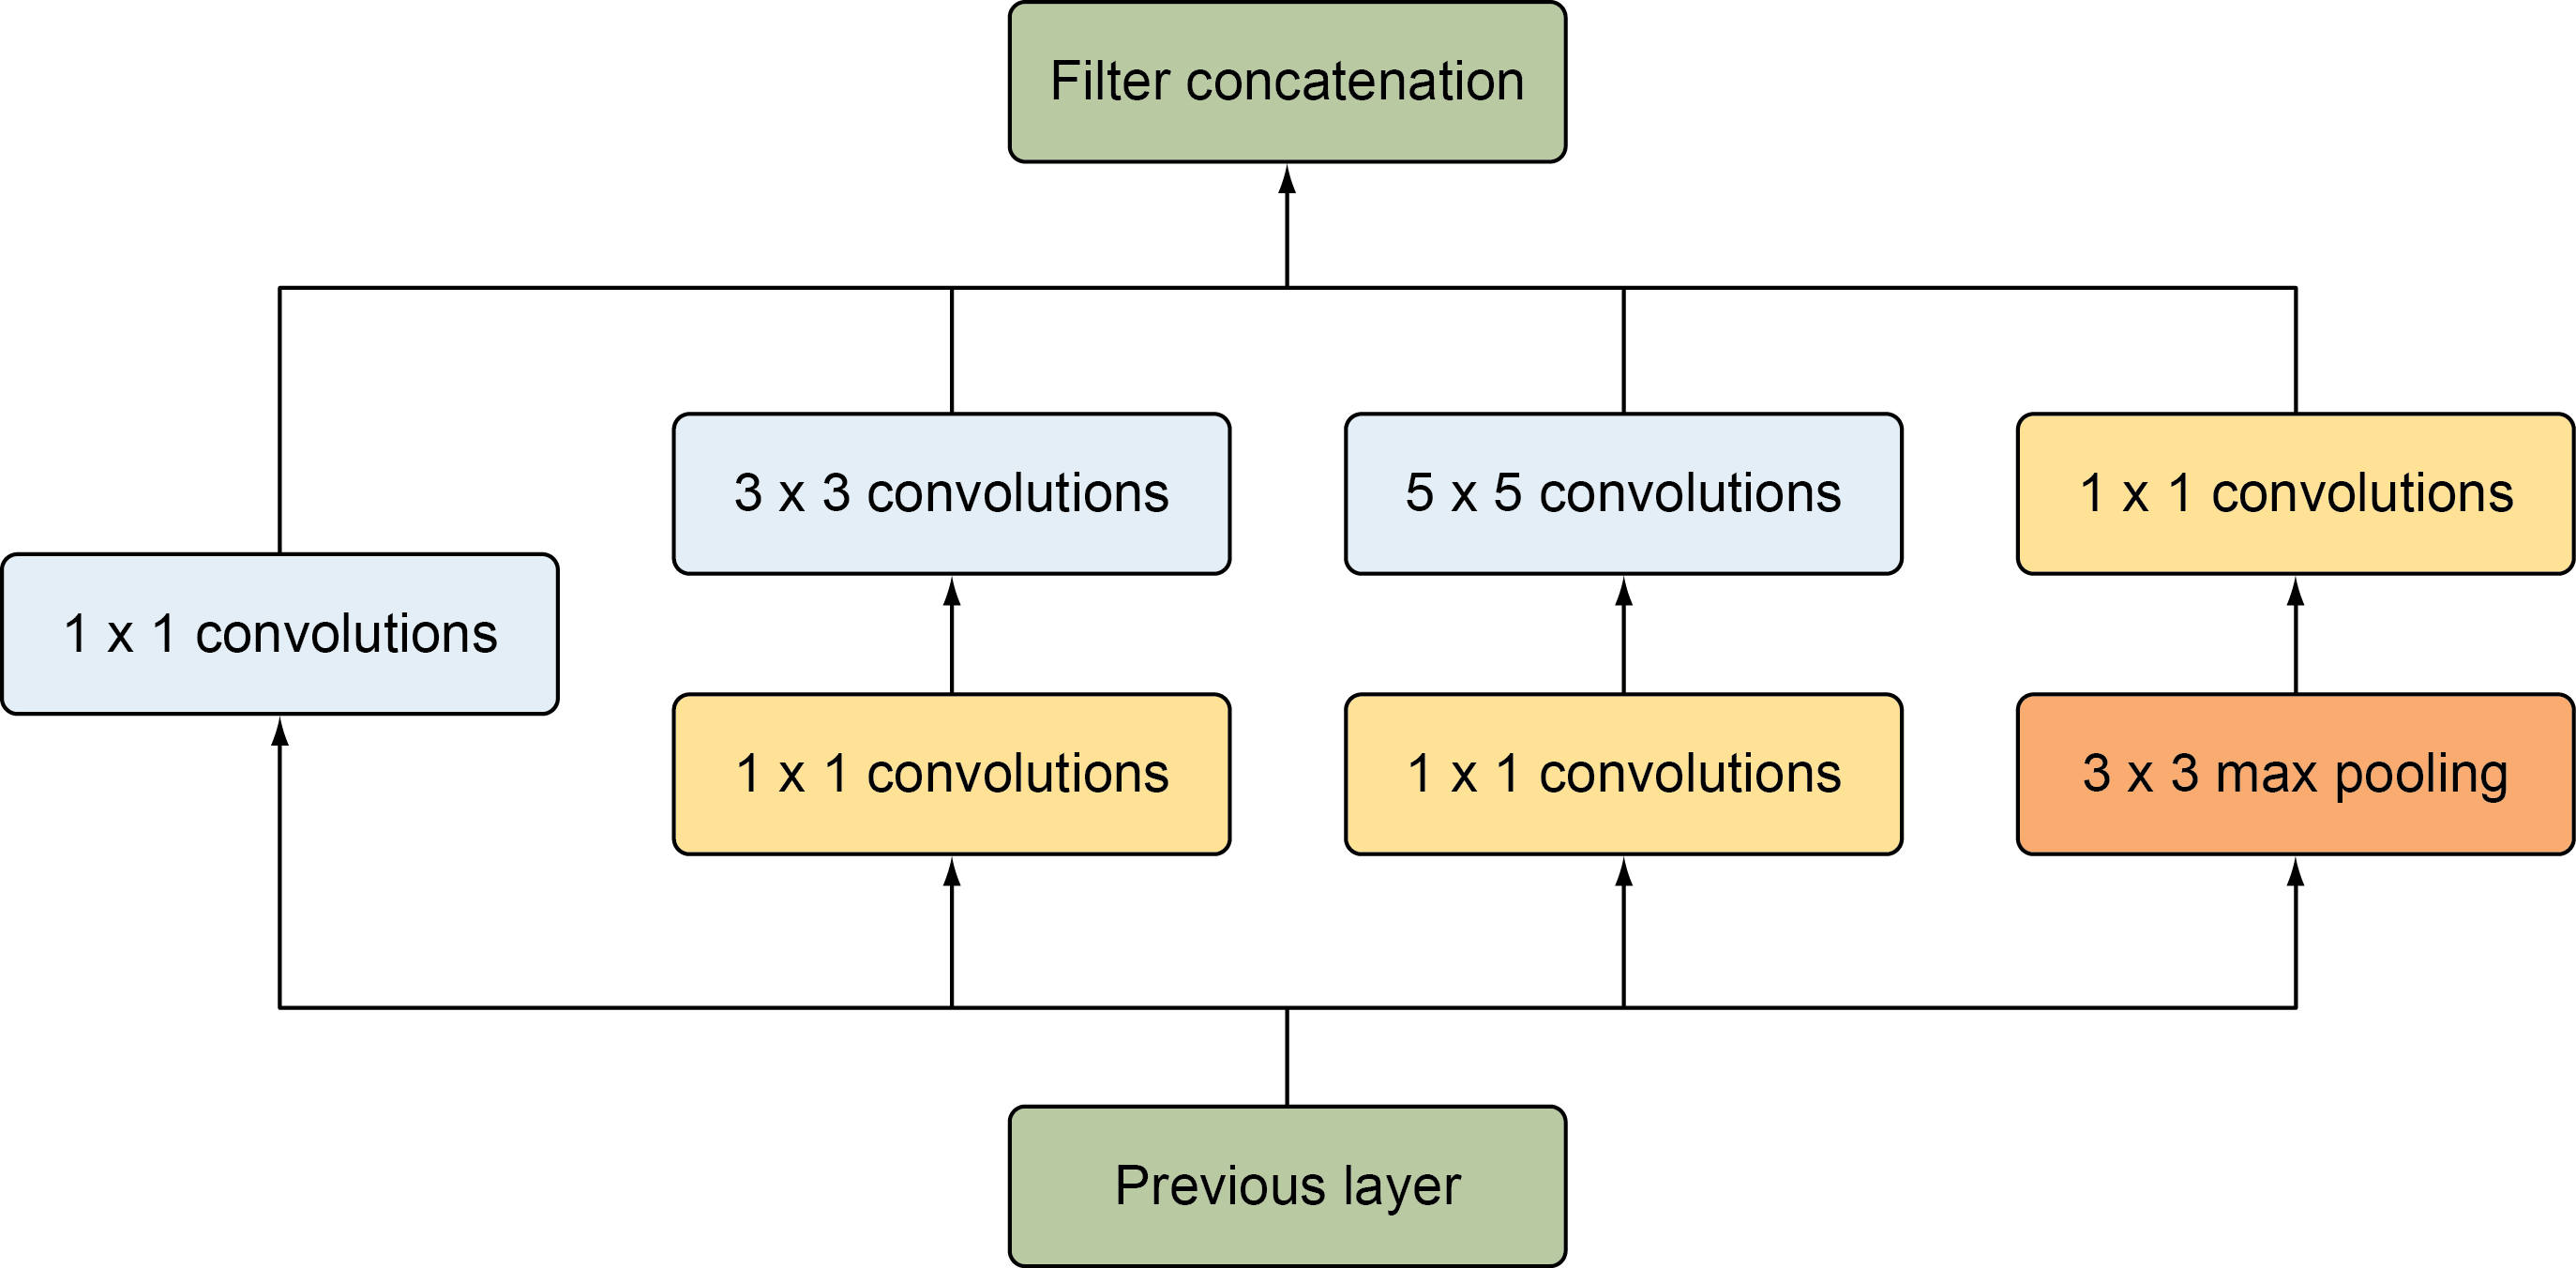 Filter concatenation
3 x 3 convolutions
5 x 5 convolutions
1 x 1 convolutions
1 x 1 convolutions
1 x 1 convolutions
1 x 1 convolutions
3 x 3 max pooling
Previous layer